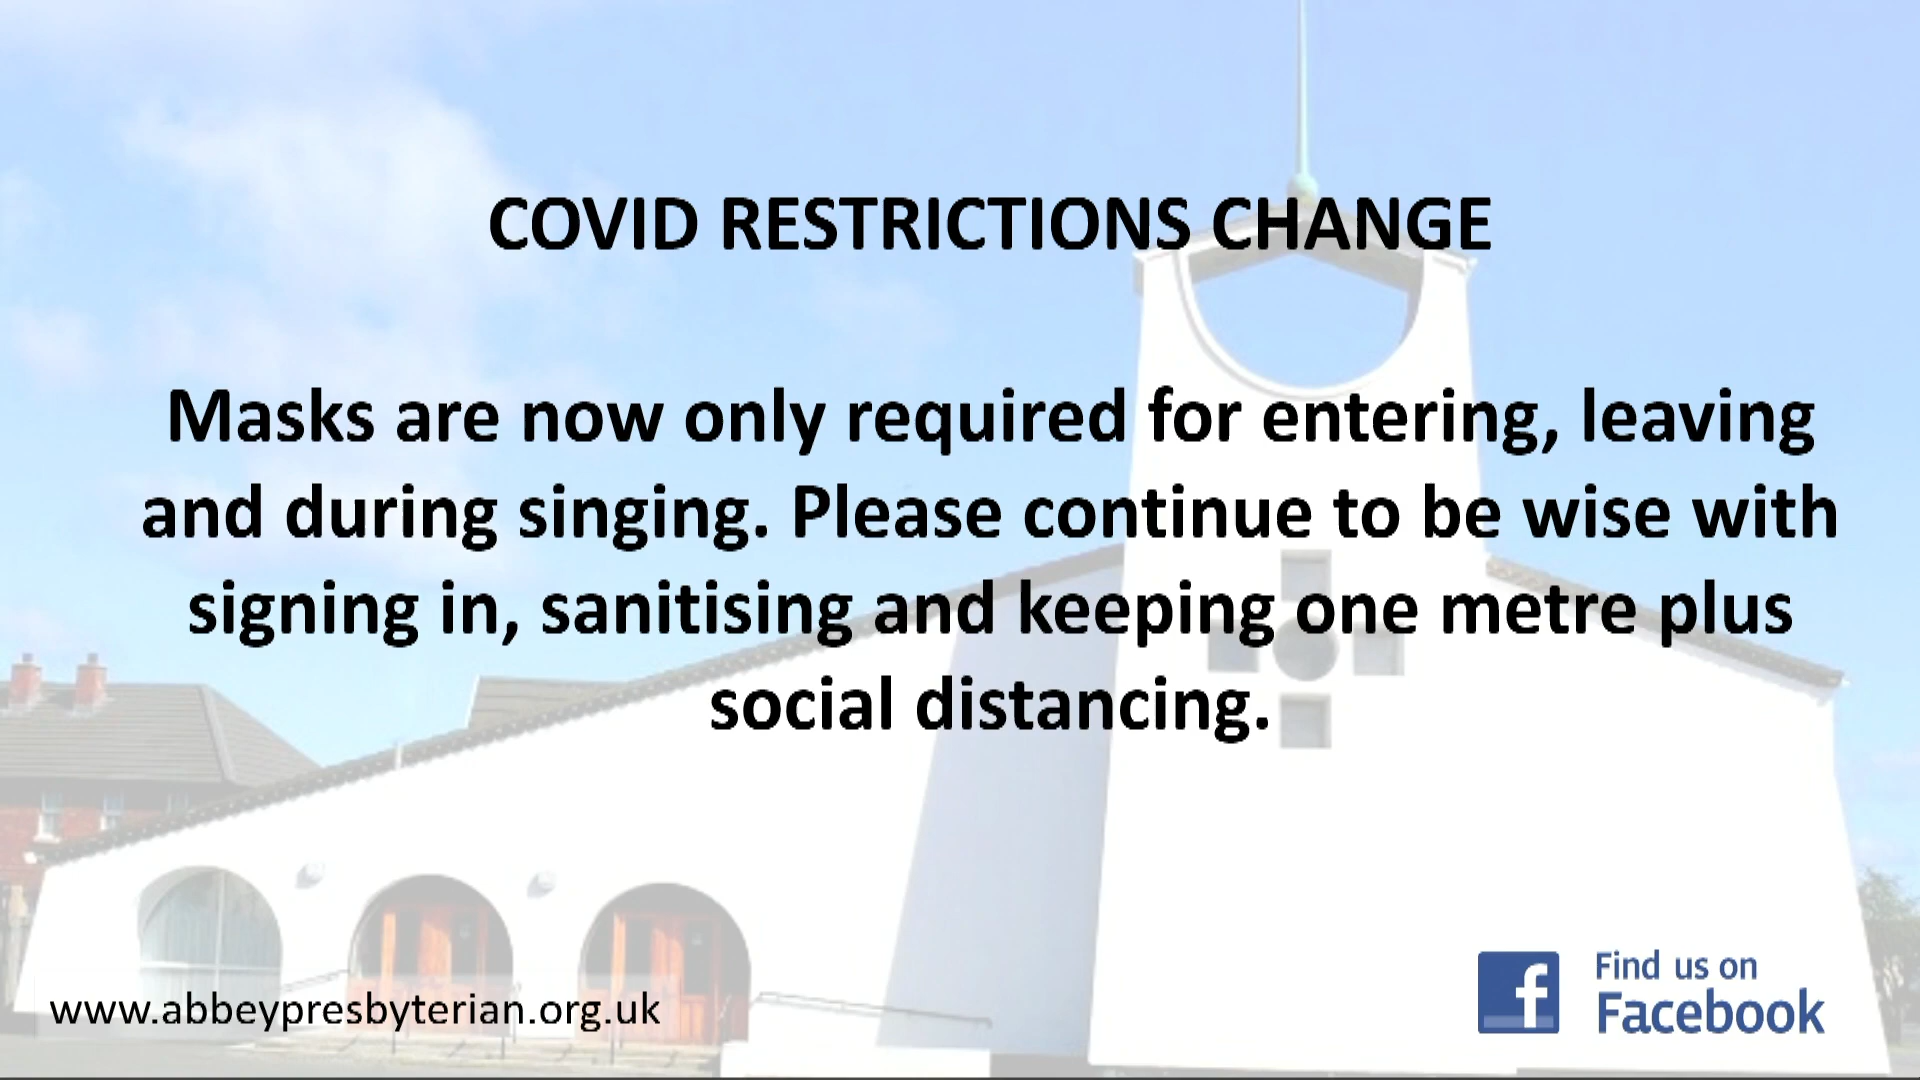 COVID RESTRICTIONS CHANGE
Masks are now only required for entering, leaving
and during singing. Please continue to be wise with
signing in, sanitising and keeping one metre plus
social distancing.
www.abbeypresbyterian.org.uk
f Find us on
Facebook